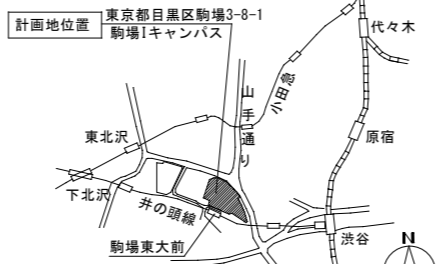 計画地位置
東京都目黒区駒場3-8-1
駒場Iキャンパス
代々木
小田急
山手通り
東北沢
原宿
下北沢
井の頭線
駒場東大前
渋谷
N